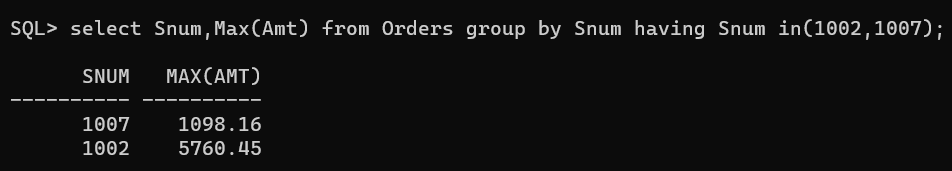 SQL> select Snum,Max(Amt) from Orders group by Snum having Snum in(1002,1007);
SNUM MAX(AMT)
---------- ----------
1007 1098.16
1002 5760.45